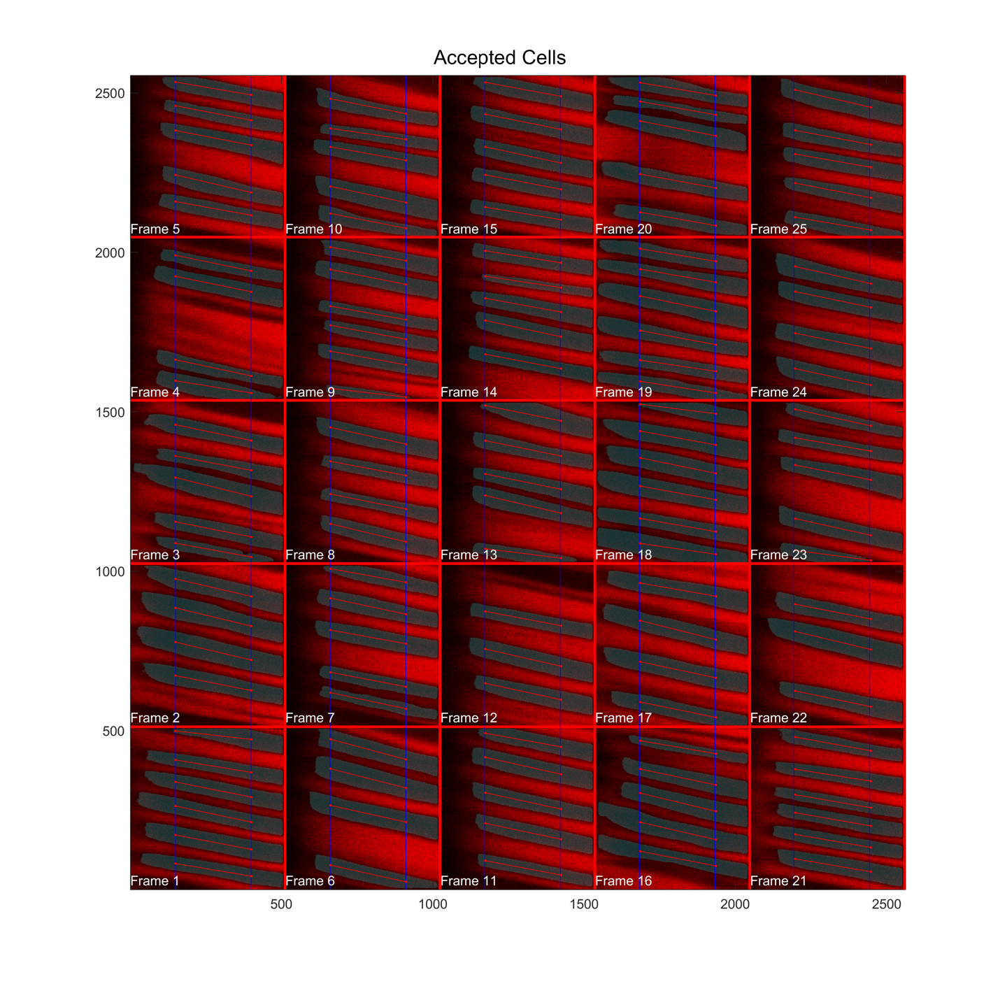 Accepted Cells
2500
Frame 5
Frame 10
Frame 15
Frame 20
Frame 25
2000
Frame 4
Frame 9
Frame 14
Frame 19
Frame 24
1500
Frame 3
Frame 8
Frame 13
Frame 18
Frame 23
1000
Frame 2
Frame 7
Frame 12
Frame 17
Frame 22
500
Frame 1
Frame 6
Frame 11
Frame 16
Frame 21
500 1000 1500 2000 2500